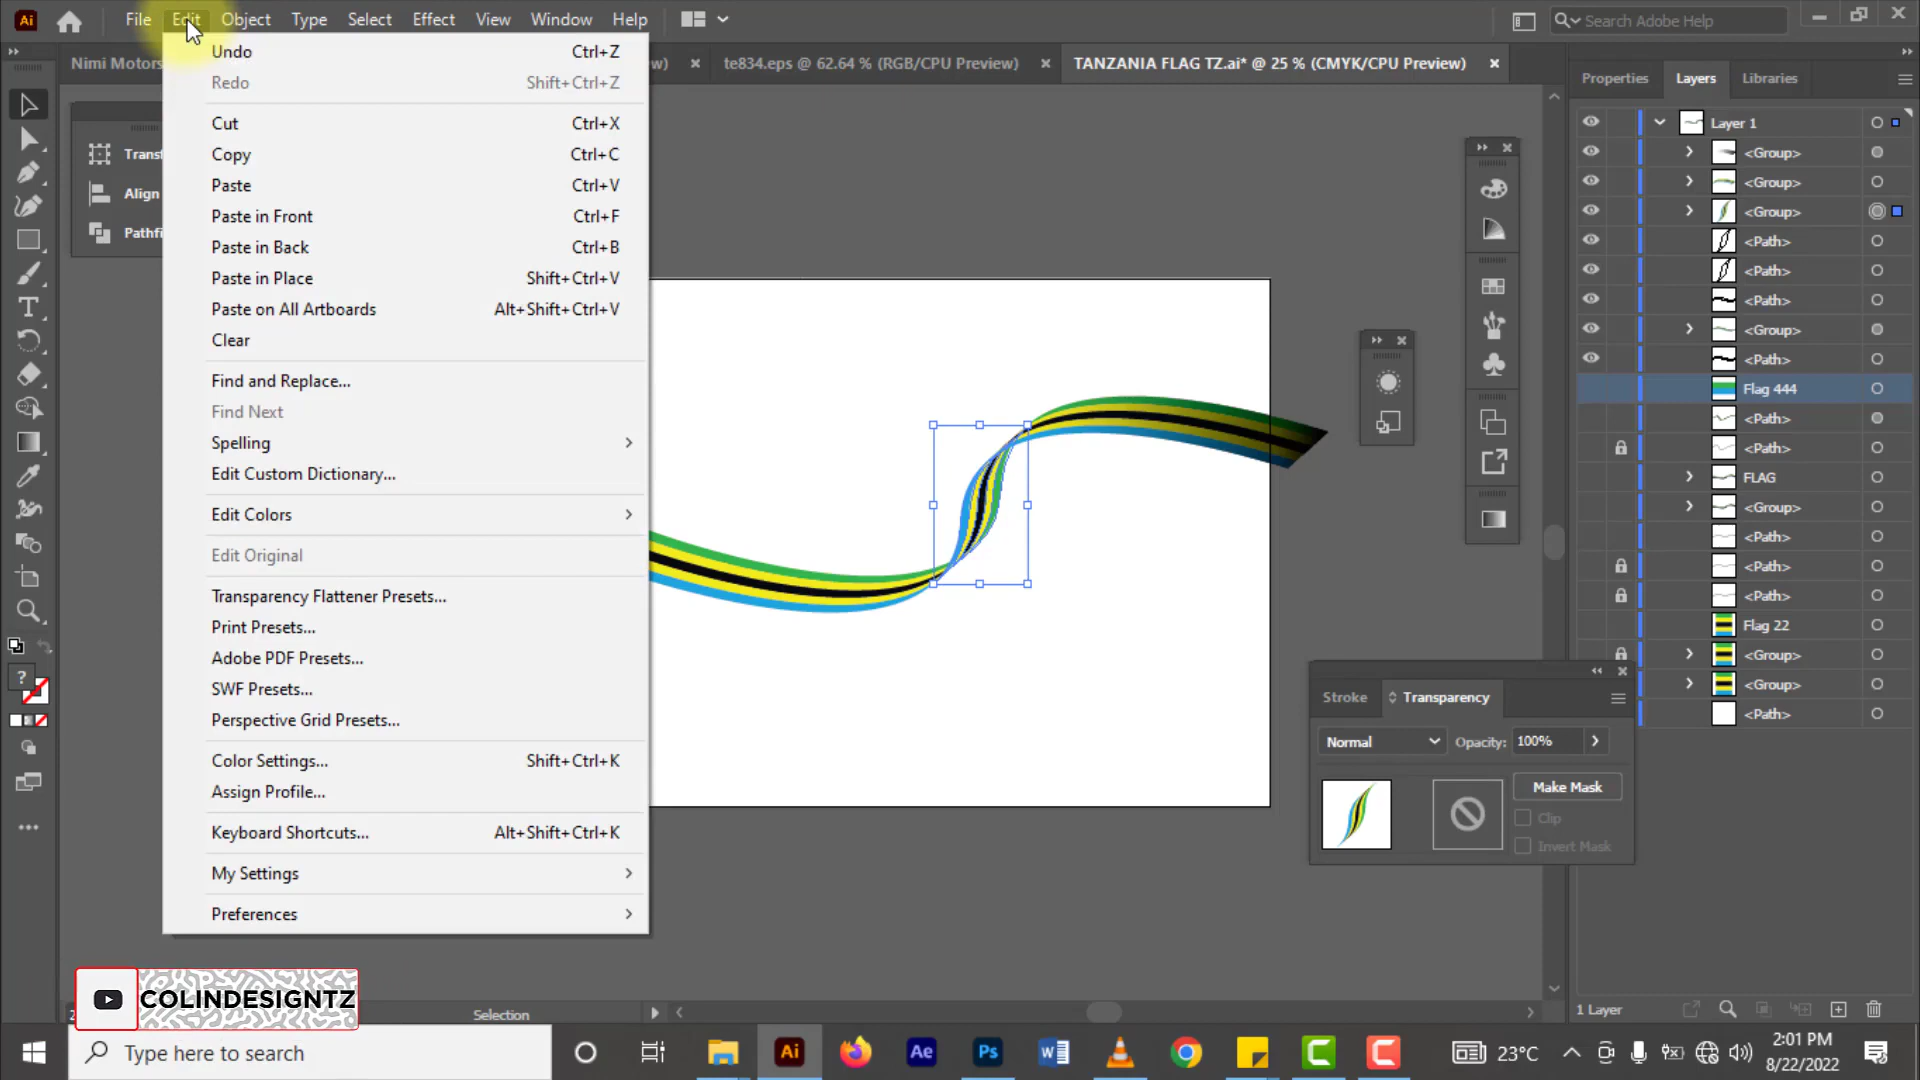 Ai File Edit Object Type Select Effect View Window Help Search Adobe Help
te834.eps @ 62.64 % (RGB/CPU Preview) TANZANIA FLAG TZ.ai* @ 25 % (CMYK/CPU Preview)
Nimi Motors
Align
Undo Ctrl+Z
Redo Shift+Ctrl+Z
Cut Ctrl+X
Copy Ctrl+C
Paste Ctrl+V
Paste in Front Ctrl+F
Paste in Back Ctrl+B
Paste in Place Shift+Ctrl+V
Paste on All Artboards Alt+Shift+Ctrl+V
Clear
Find and Replace...
Find Next
Spelling
Edit Custom Dictionary...
Edit Colors
Edit Original
Transparency Flattener Presets...
Print Presets...
Adobe PDF Presets...
SWF Presets...
Perspective Grid Presets...
Color Settings... Shift+Ctrl+K
Assign Profile...
Keyboard Shortcuts... Alt+Shift+Ctrl+K
My Settings
Preferences
Properties Layers Libraries
Layer 1
<Group>
<Group>
<Group>
<Path>
<Path>
<Path>
<Group>
<Path>
Flag 444
<Path>
<Path>
FLAG
<Group>
<Path>
<Path>
<Path>
Flag 22
<Group>
<Group>
<Path>
Stroke Transparency
Normal Opacity: 100%
Make Mask
Clip
Invert Mask
COLINDESIGNTZ
Selection
1 Layer
Type here to search
Ai Ae Ps
23°C
2:01 PM
8/22/2022